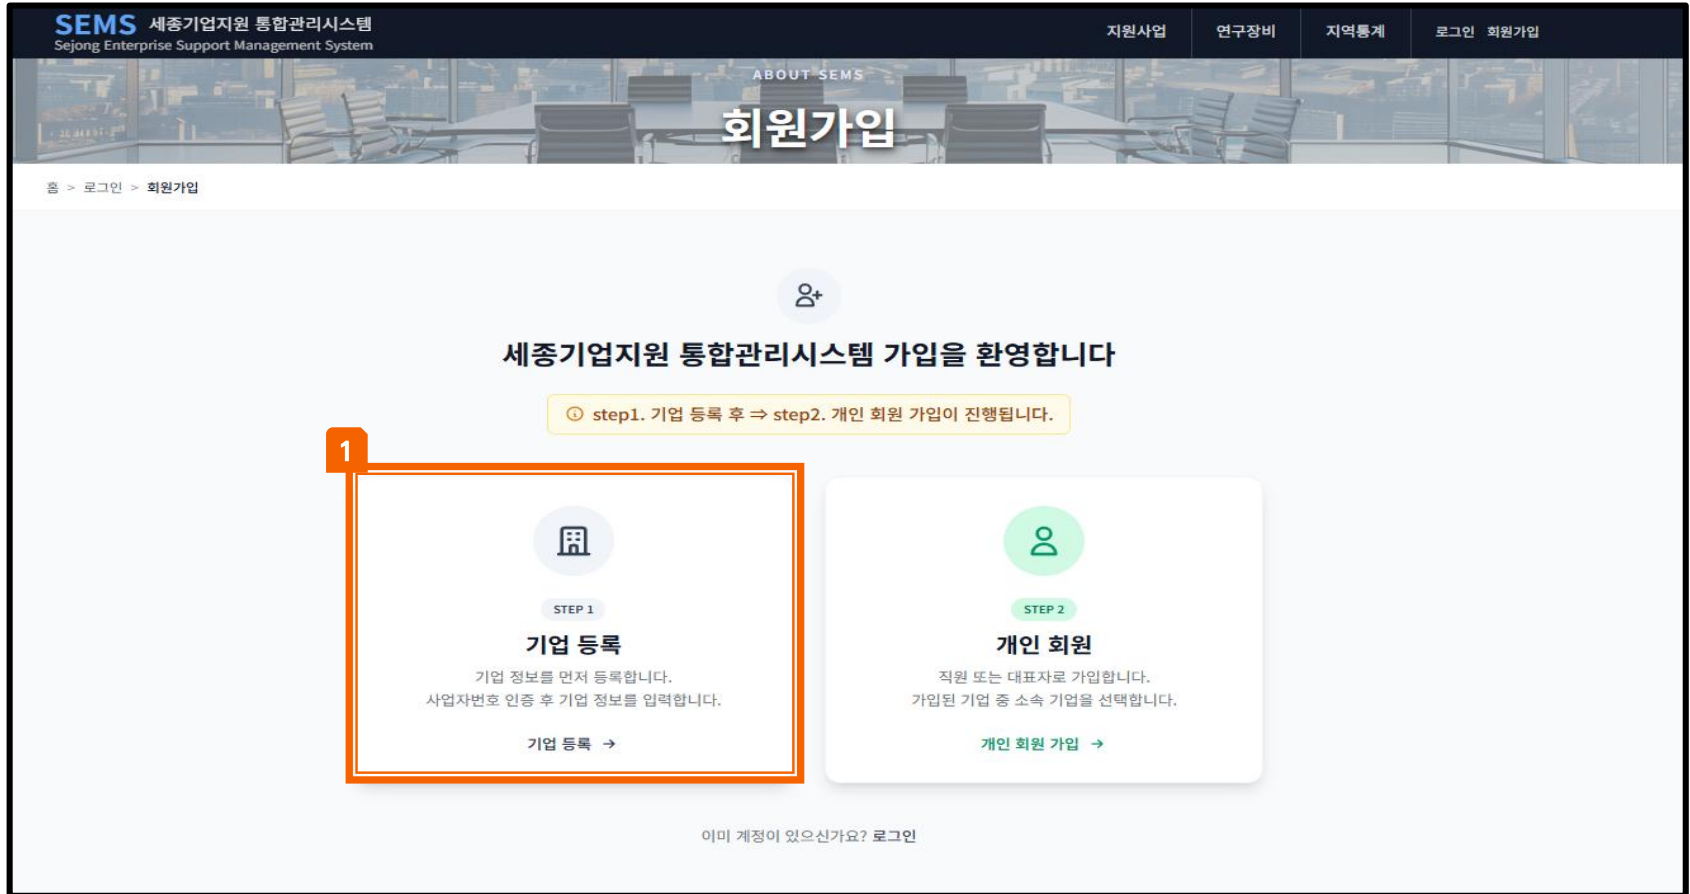 SEMS 세종기업지원 통합관리시스템
Sejong Enterprise Support Management System
지원사업 연구장비 지역통계 로그인 회원가입
ABOUT SEMS
회원가입
홈 > 로그인 > 회원가입
세종기업지원 통합관리시스템 가입을 환영합니다
step1. 기업 등록 후 ⇒ step2. 개인 회원 가입이 진행됩니다.
1
STEP 1
기업 등록
기업 정보를 먼저 등록합니다.
사업자번호 인증 후 기업 정보를 입력합니다.
기업 등록 →
STEP 2
개인 회원
직원 또는 대표자로 가입합니다.
가입된 기업 중 소속 기업을 선택합니다.
개인 회원 가입 →
이미 계정이 있으신가요? 로그인